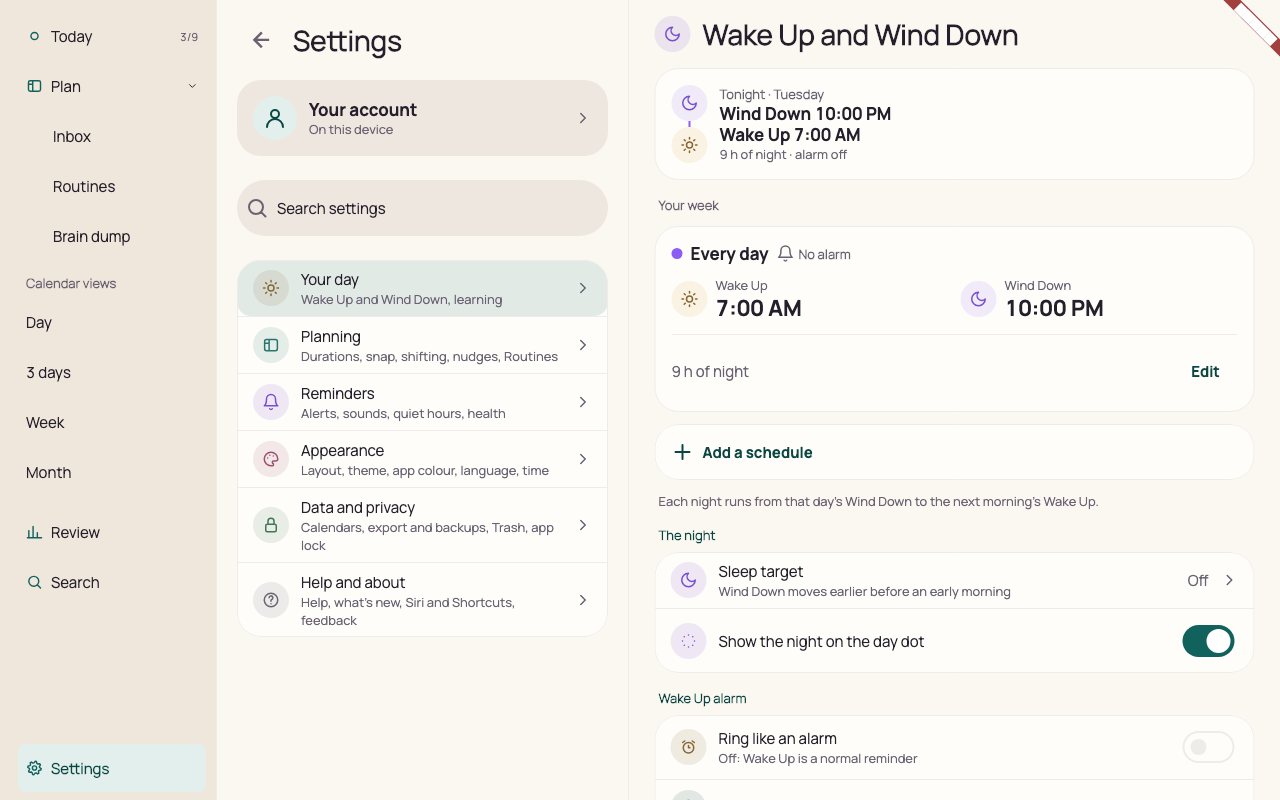 Today
3/9
Plan
Inbox
Routines
Brain dump
Calendar views
Day
3 days
Week
Month
Review
Search
Settings
Settings
Your account
On this device
Search settings
Your day
Wake Up and Wind Down, learning
Planning
Durations, snap, shifting, nudges, Routines
Reminders
Alerts, sounds, quiet hours, health
Appearance
Layout, theme, app colour, language, time
Data and privacy
Calendars, export and backups, Trash, app
lock
Help and about
Help, what's new, Siri and Shortcuts,
feedback
Wake Up and Wind Down
Tonight · Tuesday
Wind Down 10:00 PM
Wake Up 7:00 AM
9 h of night · alarm off
Your week
Every day
No alarm
Wake Up
7:00 AM
Wind Down
10:00 PM
9 h of night
Edit
Add a schedule
Each night runs from that day's Wind Down to the next morning's Wake Up.
The night
Sleep target
Wind Down moves earlier before an early morning
Off
Show the night on the day dot
Wake Up alarm
Ring like an alarm
Off: Wake Up is a normal reminder